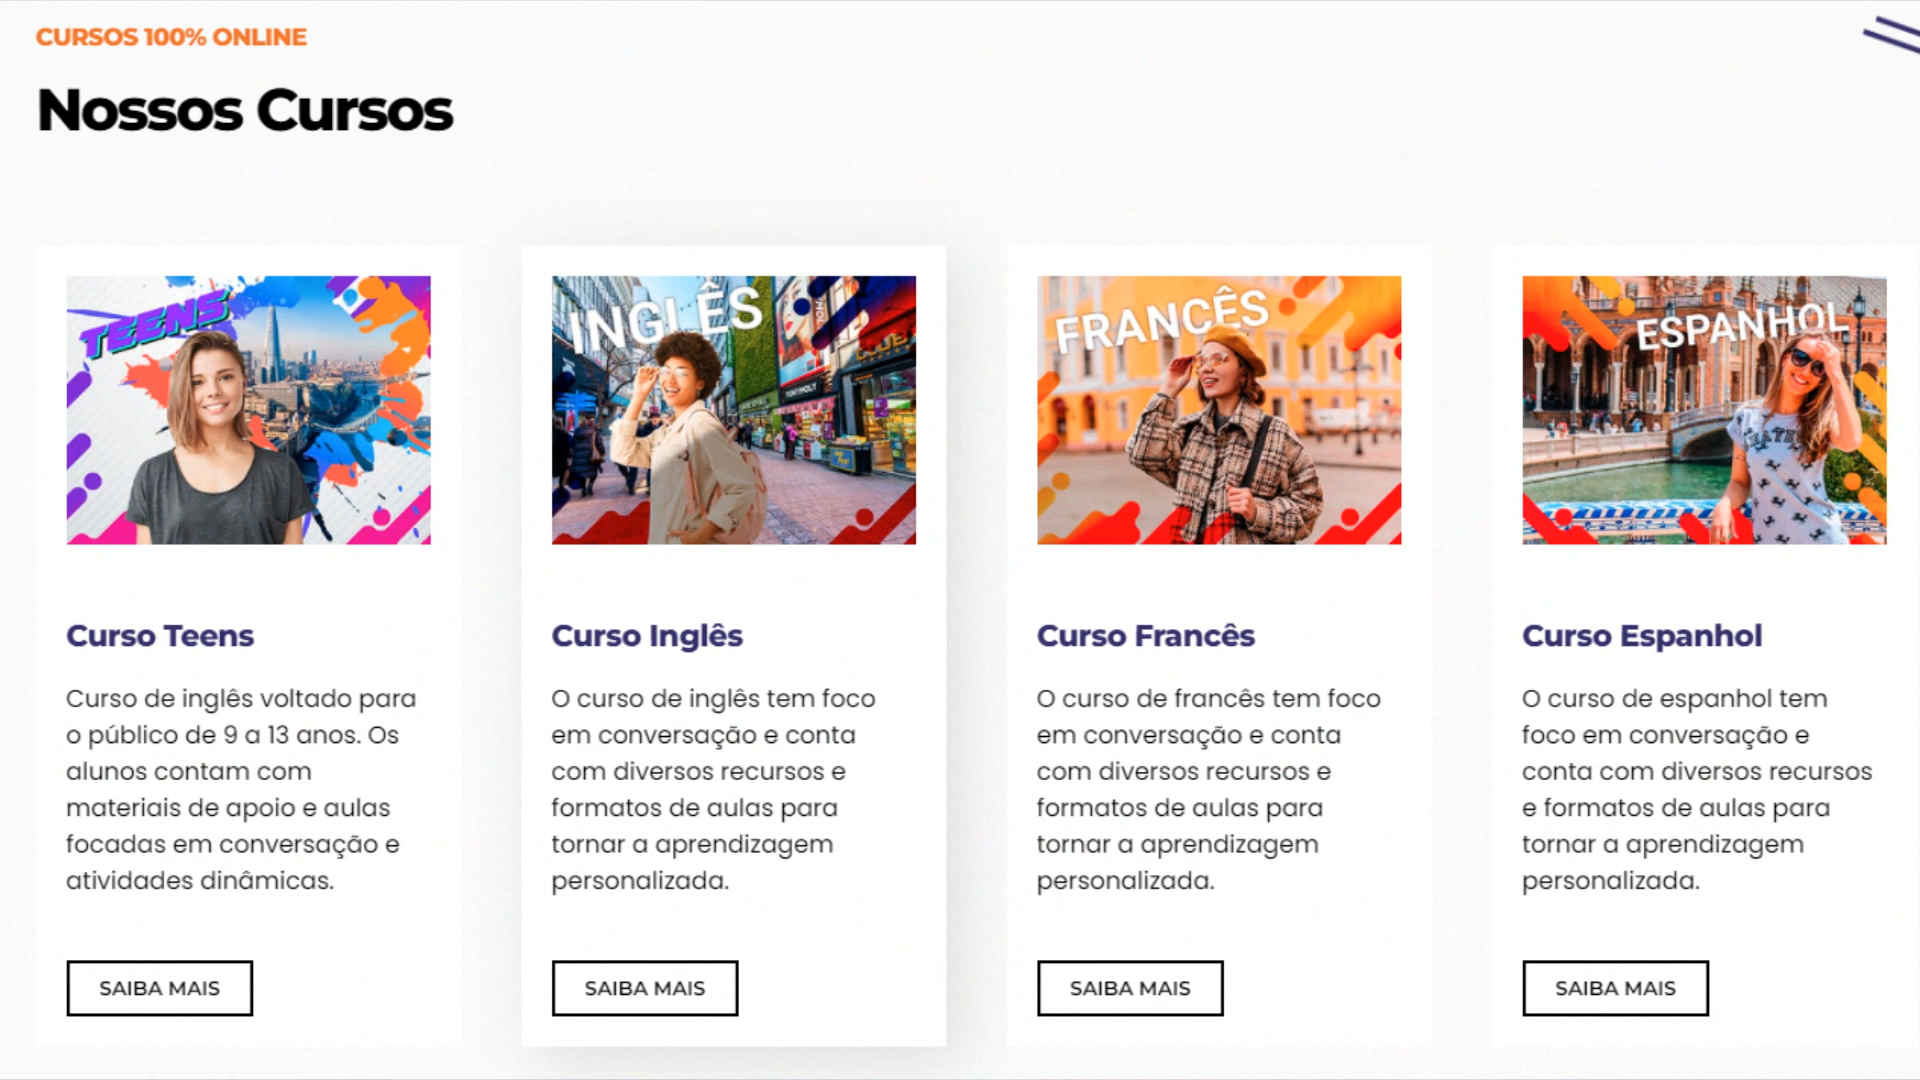 CURSOS 100% ONLINE
Nossos Cursos
TEENS
Curso Teens
Curso de inglês voltado para
o público de 9 a 13 anos. Os
alunos contam com
materiais de apoio e aulas
focadas em conversação e
atividades dinâmicas.
SAIBA MAIS
INGLÊS
TONYMOLY
Curso Inglês
O curso de inglês tem foco
em conversação e conta
com diversos recursos e
formatos de aulas para
tornar a aprendizagem
personalizada.
SAIBA MAIS
FRANCÊS
Curso Francês
O curso de francês tem foco
em conversação e conta
com diversos recursos e
formatos de aulas para
tornar a aprendizagem
personalizada.
SAIBA MAIS
ESPANHOL
Curso Espanhol
O curso de espanhol tem
foco em conversação e
conta com diversos recursos
e formatos de aulas para
tornar a aprendizagem
personalizada.
SAIBA MAIS